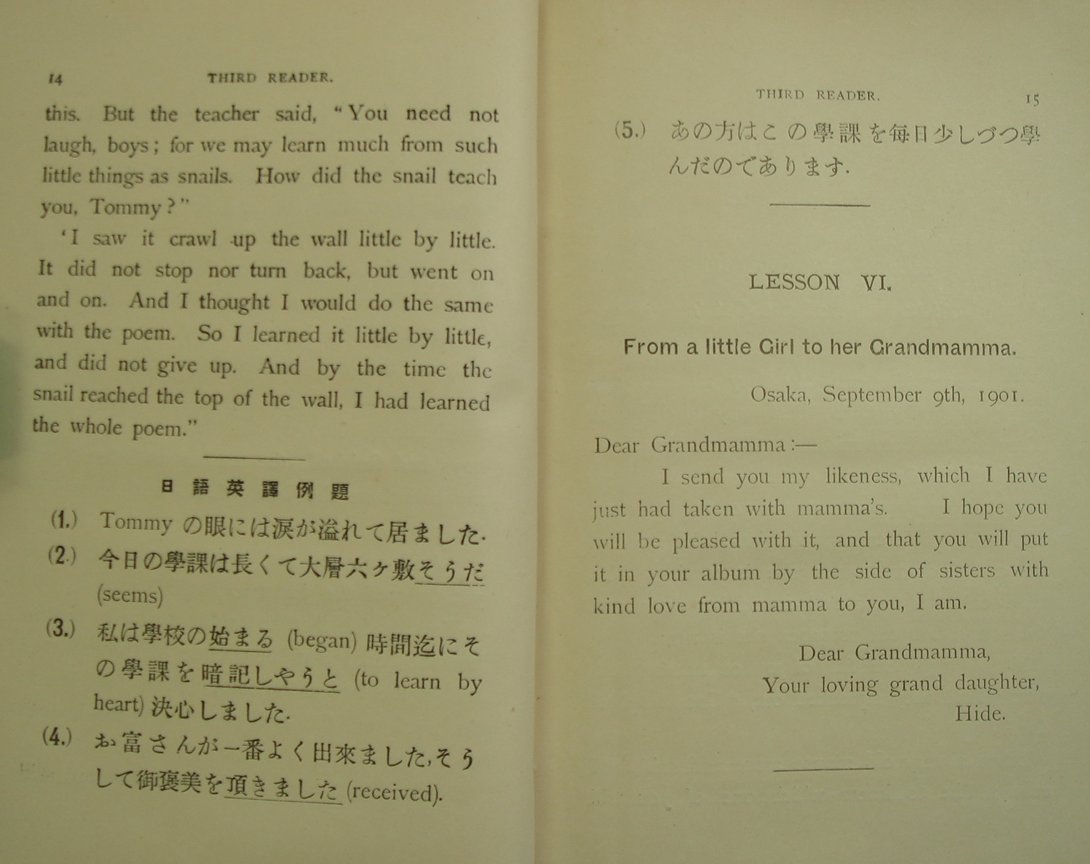 14
THIRD READER.
this. But the teacher said, "You need not
laugh, boys; for we may learn much from such
little things as snails. How did the snail teach
you, Tommy?"
'I saw it crawl up the wall little by little.
It did not stop nor turn back, but went on
and on. And I thought I would do the same
with the poem. So I learned it little by little,
and did not give up. And by the time the
snail reached the top of the wall, I had learned
the whole poem."
日語英譯例題
(1.) Tommy の眼には涙が溢れて居ました.
(2.) 今日の學課は長くて大層六ケ敷そうだ
(seems)
(3.) 私は學校の始まる (began) 時間迄にそ
の學課を暗記しやうと (to learn by
heart) 決心しました.
(4.) お富さんが一番よく出來ました,そう
して御褒美を頂きました (received).
THIRD READER.
15
(5.) あの方はこの學課を每日少しづつ學
んだのであります.
LESSON VI.
From a little Girl to her Grandmamma.
Osaka, September 9th, 1901.
Dear Grandmamma:—
I send you my likeness, which I have
just had taken with mamma's. I hope you
will be pleased with it, and that you will put
it in your album by the side of sisters with
kind love from mamma to you, I am.
Dear Grandmamma,
Your loving grand daughter,
Hide.